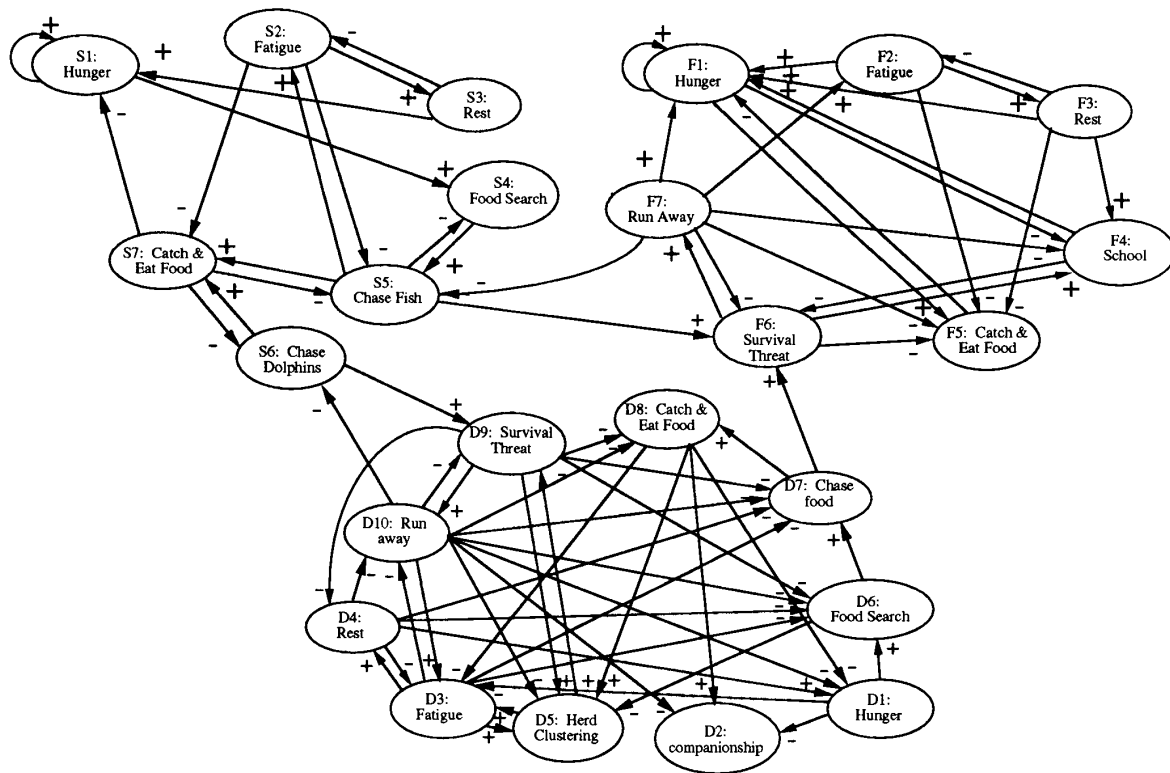 S1:
Hunger
S2:
Fatigue
S3:
Rest
S4:
Food Search
S5:
Chase Fish
S6: Chase
Dolphins
S7: Catch &
Eat Food
F1:
Hunger
F2:
Fatigue
F3:
Rest
F4:
School
F5: Catch &
Eat Food
F6:
Survival
Threat
F7:
Run Away
D8: Catch &
Eat Food
D9: Survival
Threat
D7: Chase
food
D10: Run
away
D6:
Food Search
D4:
Rest
D3:
Fatigue
D5: Herd
Clustering
D2:
companionship
D1:
Hunger